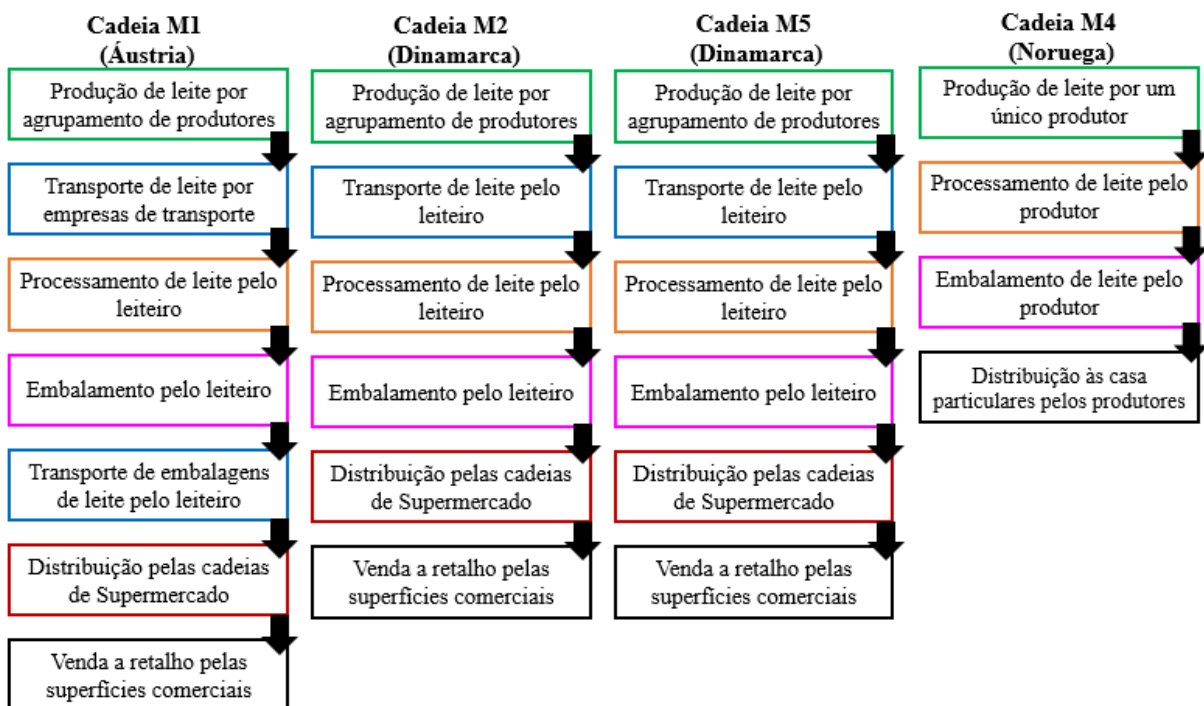 Cadeia M1
(Áustria)
Produção de leite por
agrupamento de produtores
Transporte de leite por
empresas de transporte
Processamento de leite pelo
leiteiro
Embalamento pelo leiteiro
Transporte de embalagens
de leite pelo leiteiro
Distribuição pelas cadeias
de Supermercado
Venda a retalho pelas
superfícies comerciais
Cadeia M2
(Dinamarca)
Produção de leite por
agrupamento de produtores
Transporte de leite pelo
leiteiro
Processamento de leite pelo
leiteiro
Embalamento pelo leiteiro
Distribuição pelas cadeias
de Supermercado
Venda a retalho pelas
superfícies comerciais
Cadeia M5
(Dinamarca)
Produção de leite por
agrupamento de produtores
Transporte de leite pelo
leiteiro
Processamento de leite pelo
leiteiro
Embalamento pelo leiteiro
Distribuição pelas cadeias
de Supermercado
Venda a retalho pelas
superfícies comerciais
Cadeia M4
(Noruega)
Produção de leite por um
único produtor
Processamento de leite pelo
produtor
Embalamento de leite pelo
produtor
Distribuição às casa
particulares pelos produtores